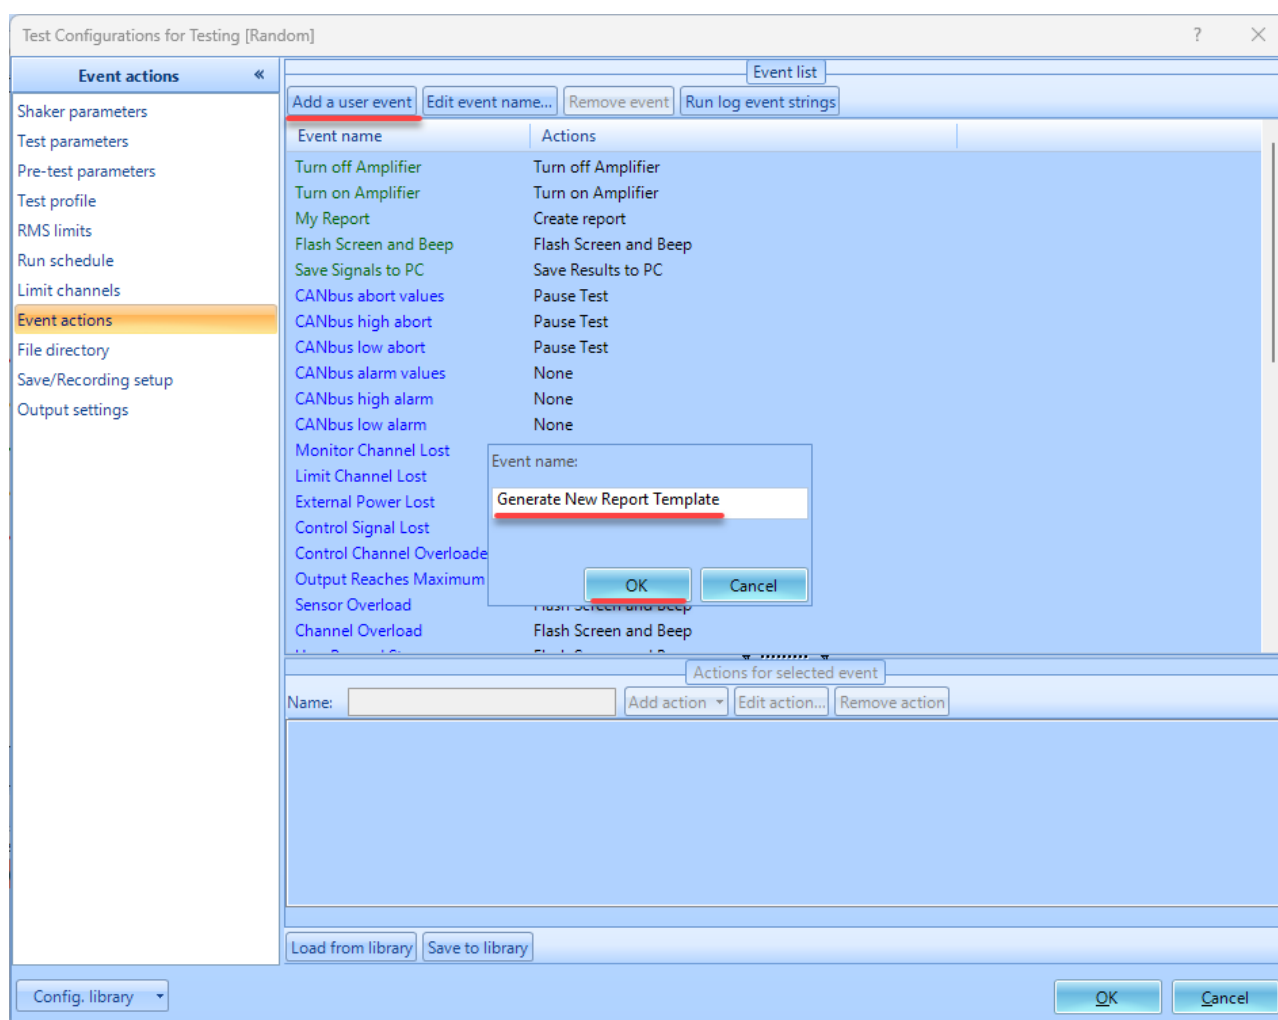 Test Configurations for Testing [Random]
?
Event actions «
Shaker parameters
Test parameters
Pre-test parameters
Test profile
RMS limits
Run schedule
Limit channels
Event actions
File directory
Save/Recording setup
Output settings
Event list
Add a user event Edit event name... Remove event Run log event strings
Event name Actions
Turn off Amplifier Turn off Amplifier
Turn on Amplifier Turn on Amplifier
My Report Create report
Flash Screen and Beep Flash Screen and Beep
Save Signals to PC Save Results to PC
CANbus abort values Pause Test
CANbus high abort Pause Test
CANbus low abort Pause Test
CANbus alarm values None
CANbus high alarm None
CANbus low alarm None
Monitor Channel Lost
Limit Channel Lost
External Power Lost
Control Signal Lost
Control Channel Overloade
Output Reaches Maximum
Sensor Overload Flash Screen and Beep
Channel Overload Flash Screen and Beep
Event name:
Generate New Report Template
OK Cancel
Actions for selected event
Name: Add action Edit action... Remove action
Load from library Save to library
Config. library
OK Cancel